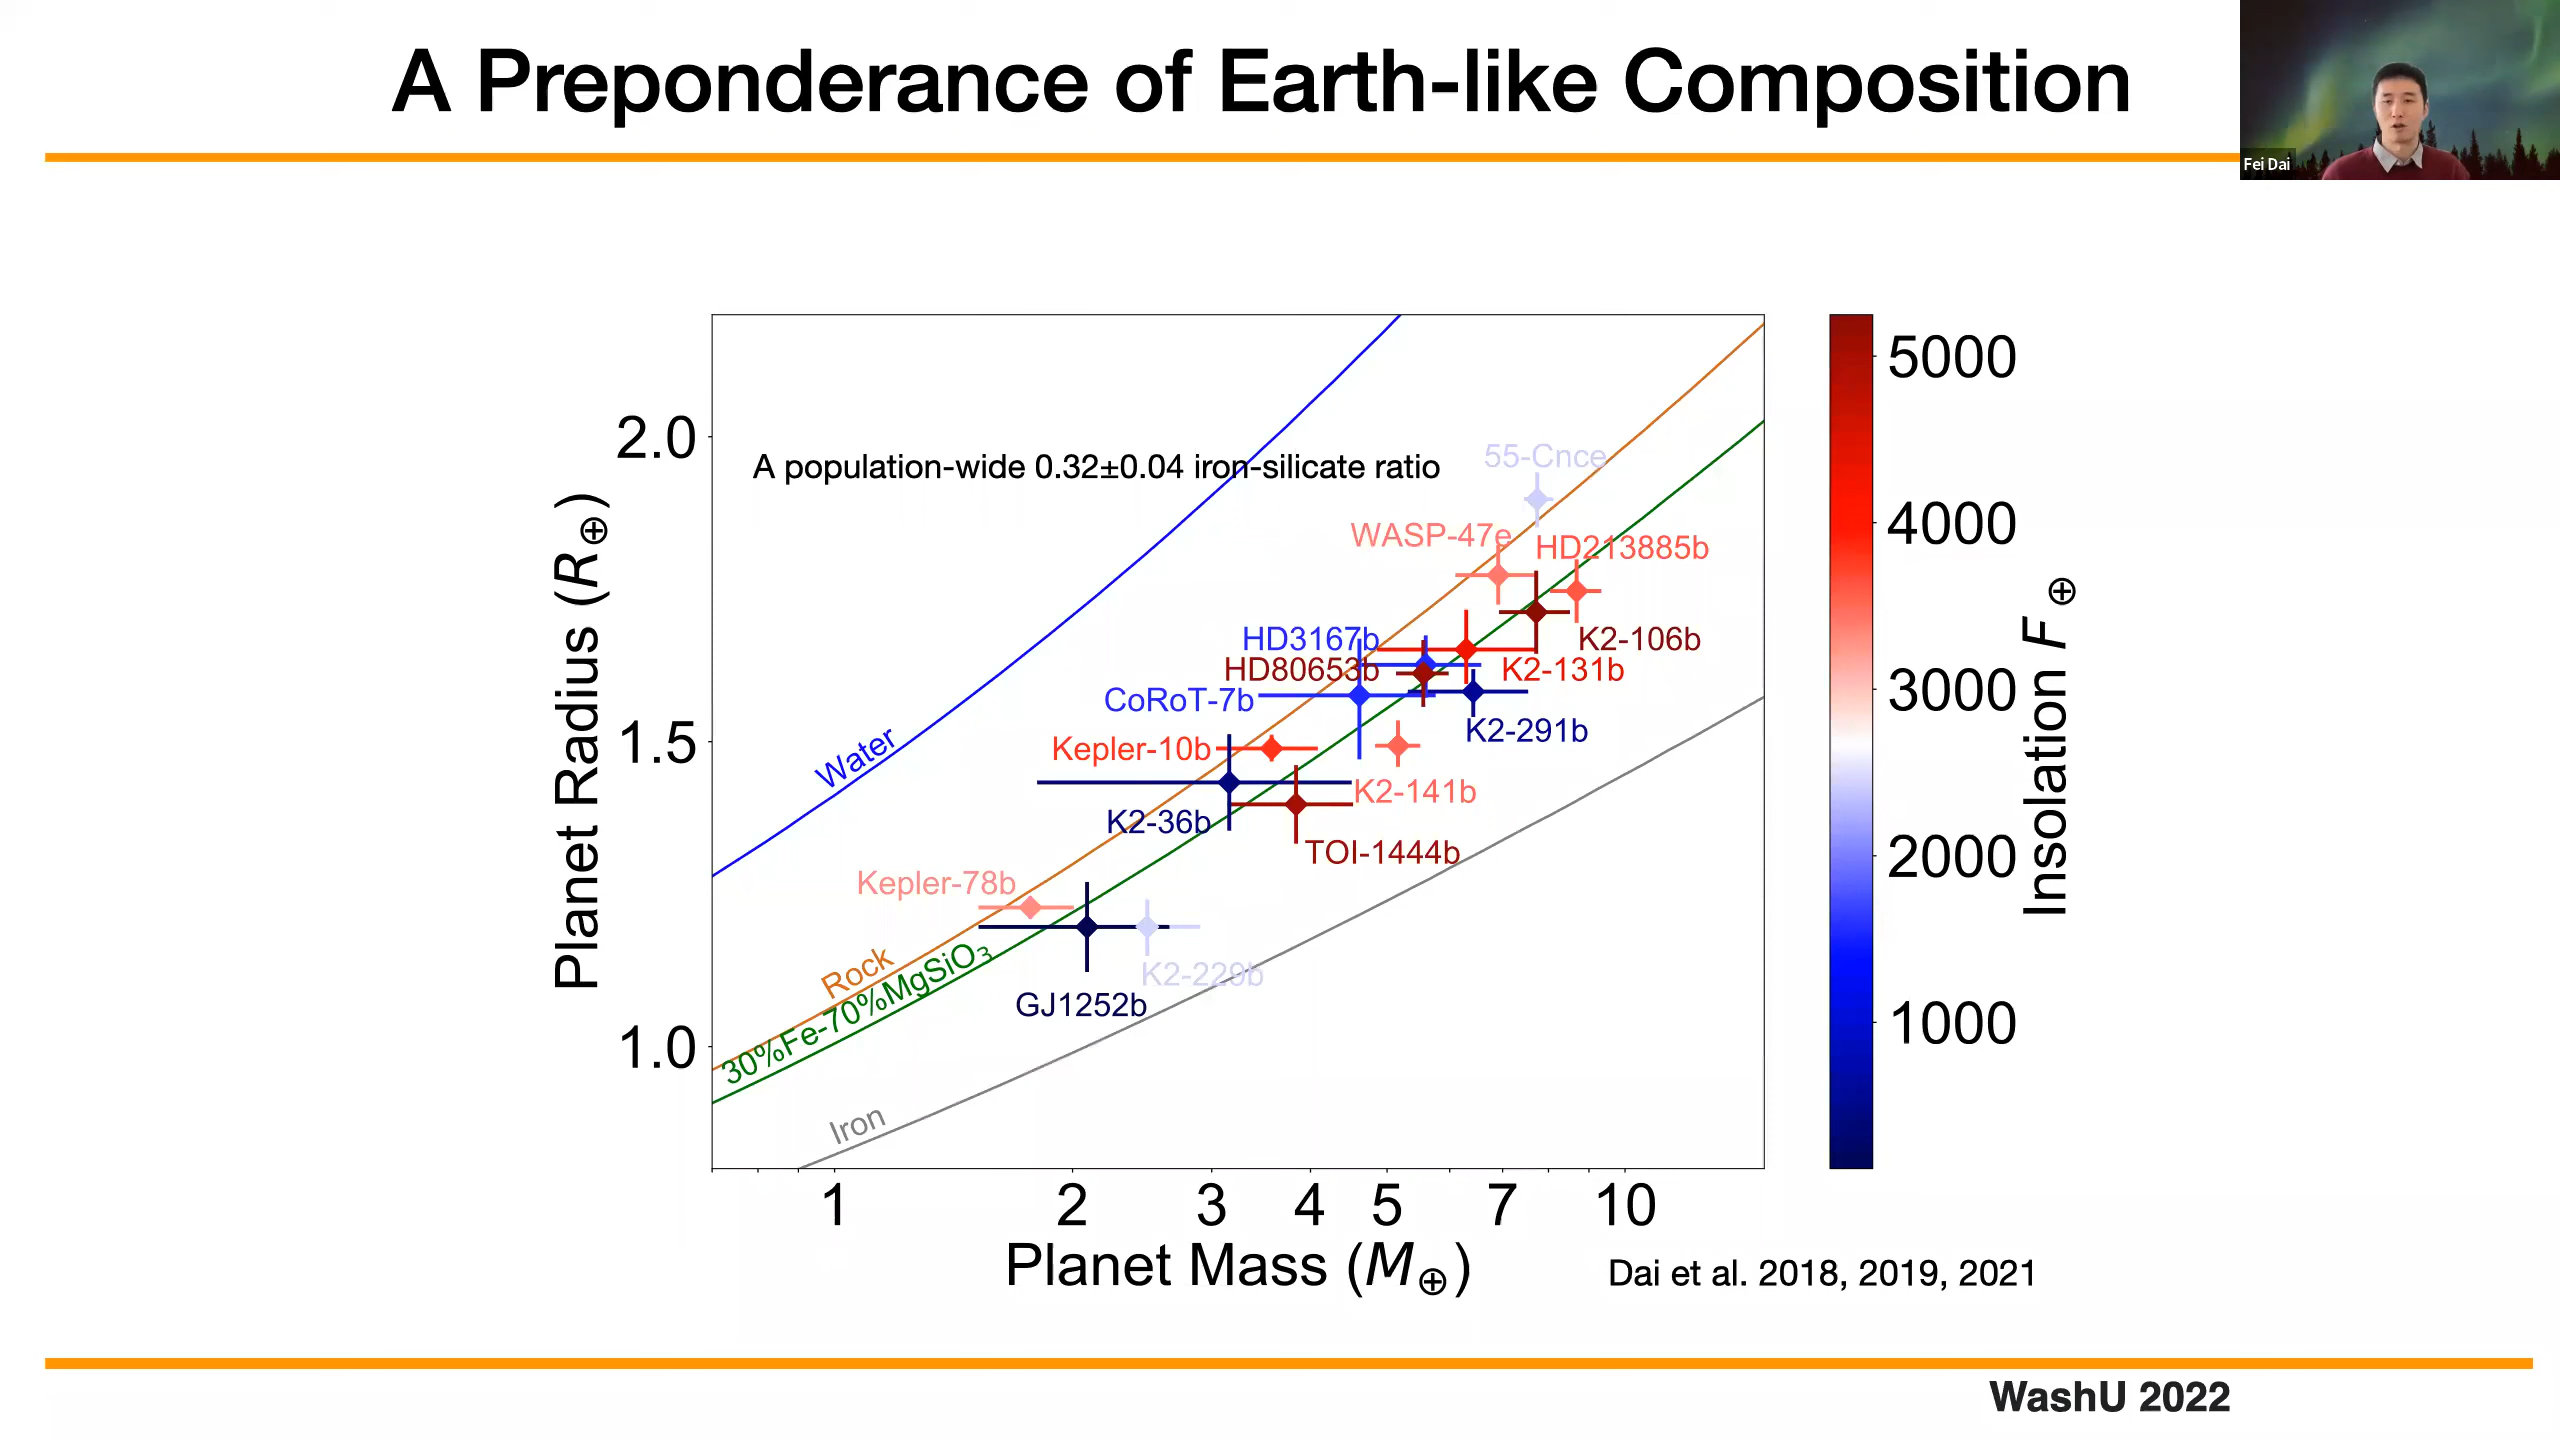 A Preponderance of Earth-like Composition
Fei Dai
A population-wide 0.32±0.04 iron-silicate ratio
Planet Radius (R⊕)
2.0
1.5
1.0
Water
Rock
30%Fe-70%MgSiO₃
Iron
55-Cnce
WASP-47e
HD213885b
HD3167b
K2-106b
HD80653b
K2-131b
CoRoT-7b
K2-291b
Kepler-10b
K2-141b
K2-36b
TOI-1444b
Kepler-78b
K2-229b
GJ1252b
1 2 3 4 5 7 10
Planet Mass (M⊕)
5000
4000
3000
2000
1000
Insolation F⊕
Dai et al. 2018, 2019, 2021
WashU 2022